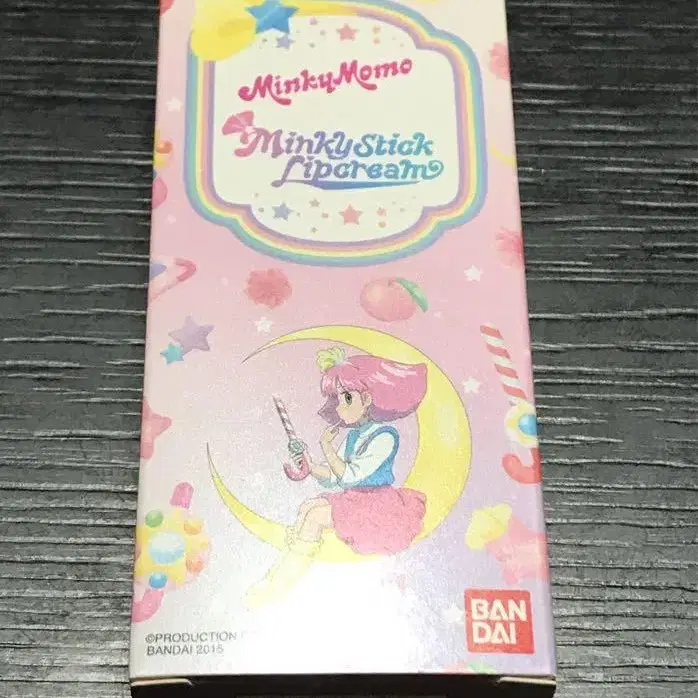 MinkyMomo
MinkyStick
Lipcream
©PRODUCTION
BANDAI 2015
BAN
DAI